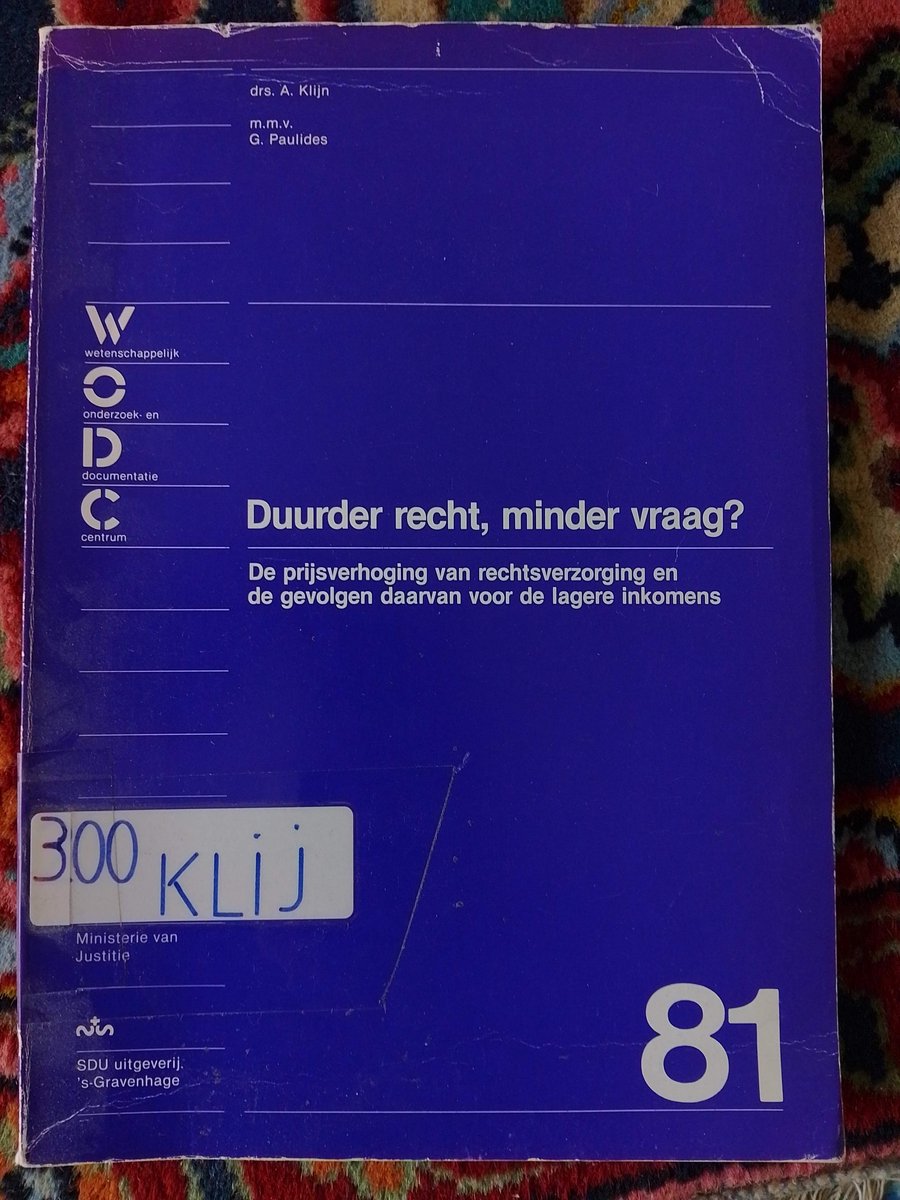 drs. A. Klijn
m.m.v.
G. Paulides
W
wetenschappelijk
O
onderzoek- en
D
documentatie
C
centrum
Duurder recht, minder vraag?
De prijsverhoging van rechtsverzorging en
de gevolgen daarvan voor de lagere inkomens
300 KLij
Ministerie van
Justitie
SDU uitgeverij.
's-Gravenhage
81